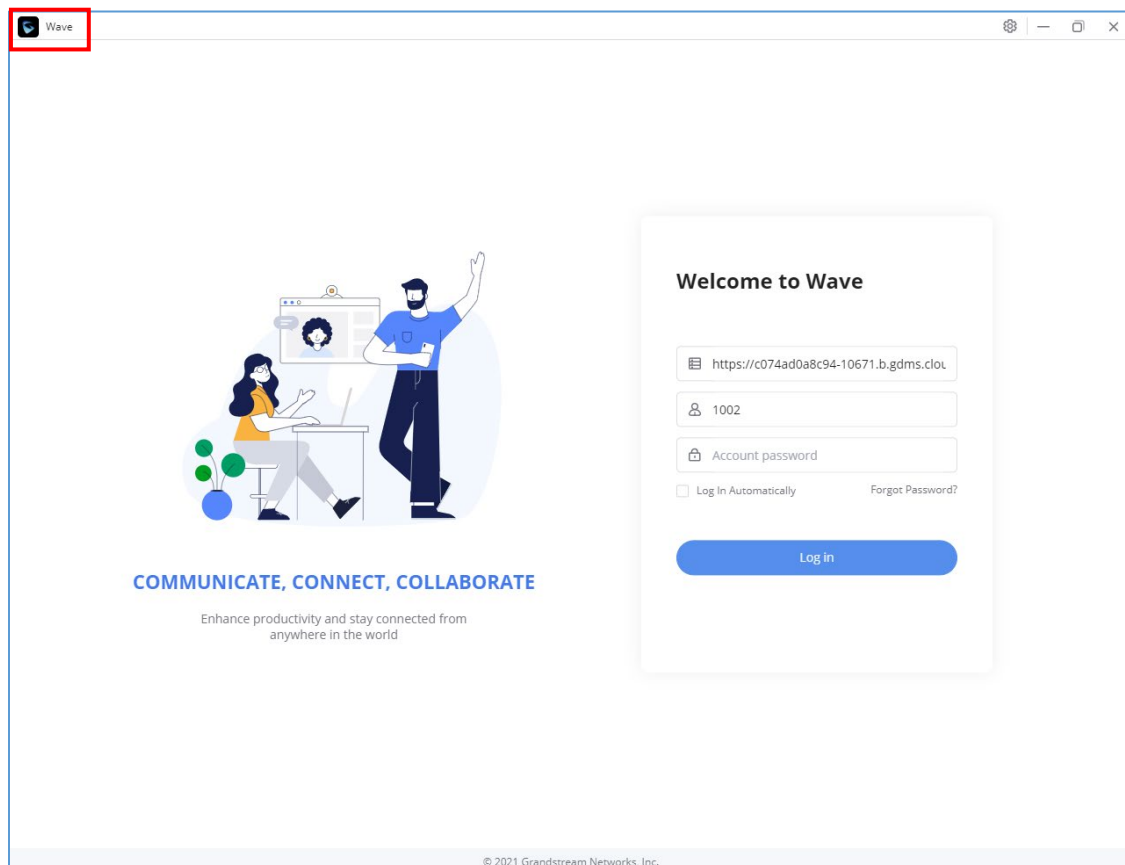 Wave
Welcome to Wave
https://c074ad0a8c94-10671.b.gdms.clou
1002
Account password
Log In Automatically
Forgot Password?
Log in
COMMUNICATE, CONNECT, COLLABORATE
Enhance productivity and stay connected from
anywhere in the world
© 2021 Grandstream Networks, Inc.